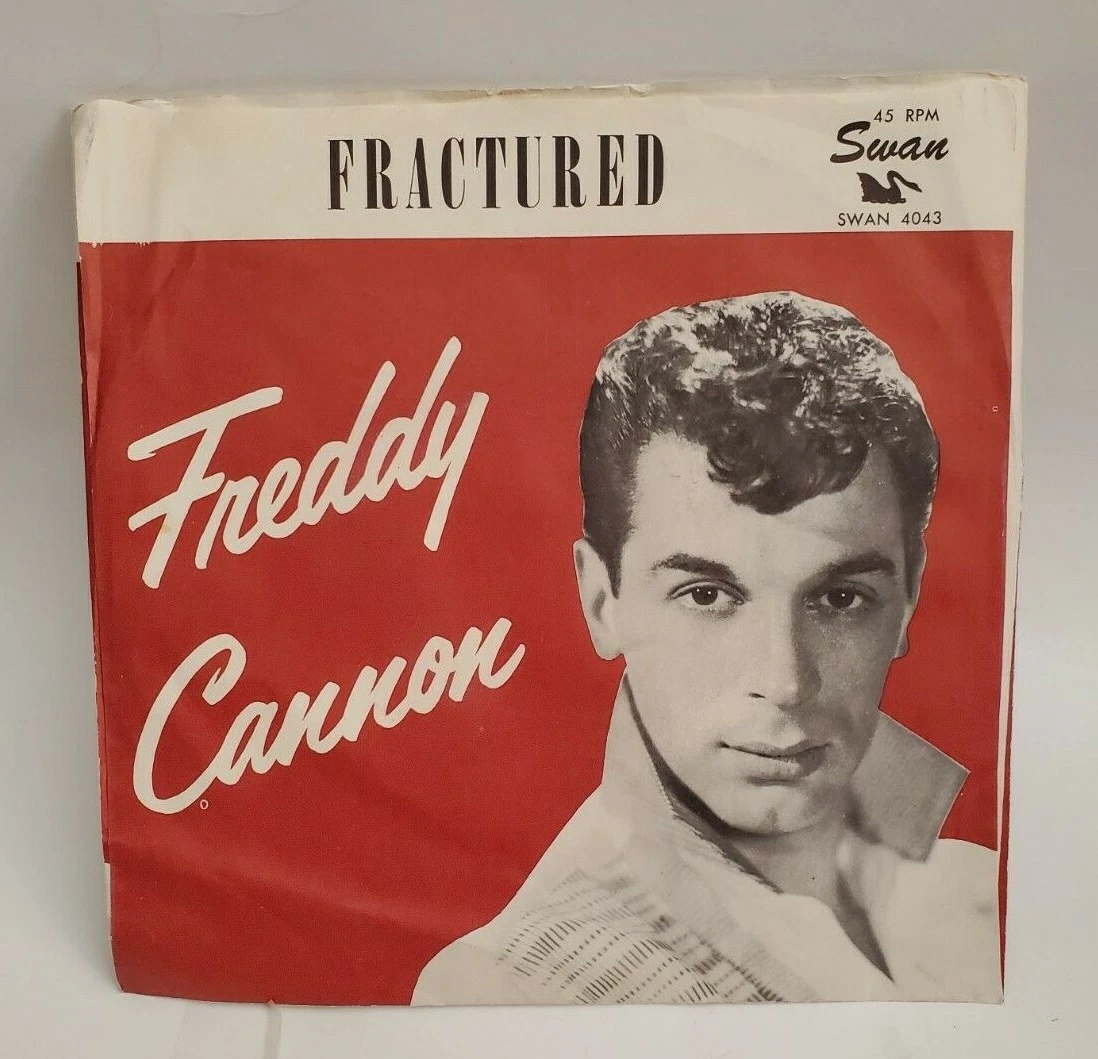 FRACTURED
45 RPM
Swan
SWAN 4043
Freddy
Cannon